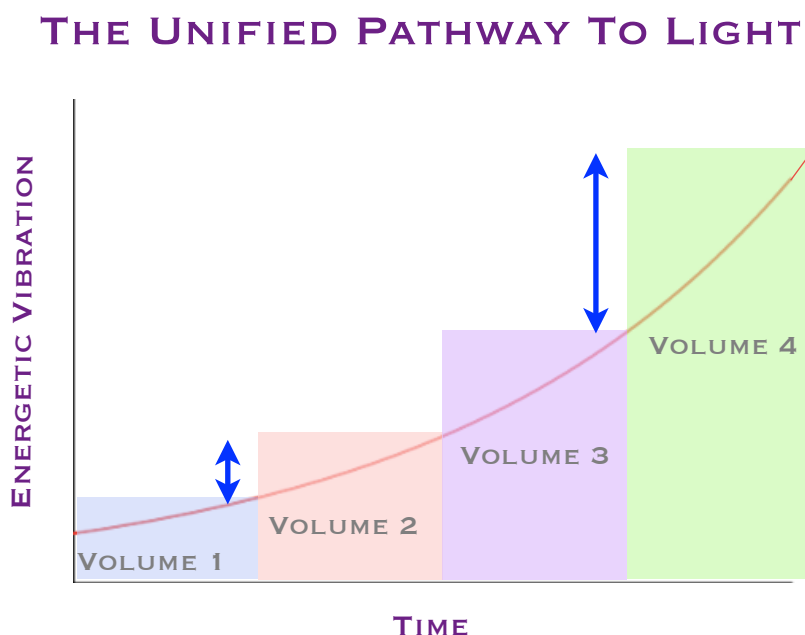 The Unified Pathway To Light
Energetic Vibration
Volume 1
Volume 2
Volume 3
Volume 4
Time